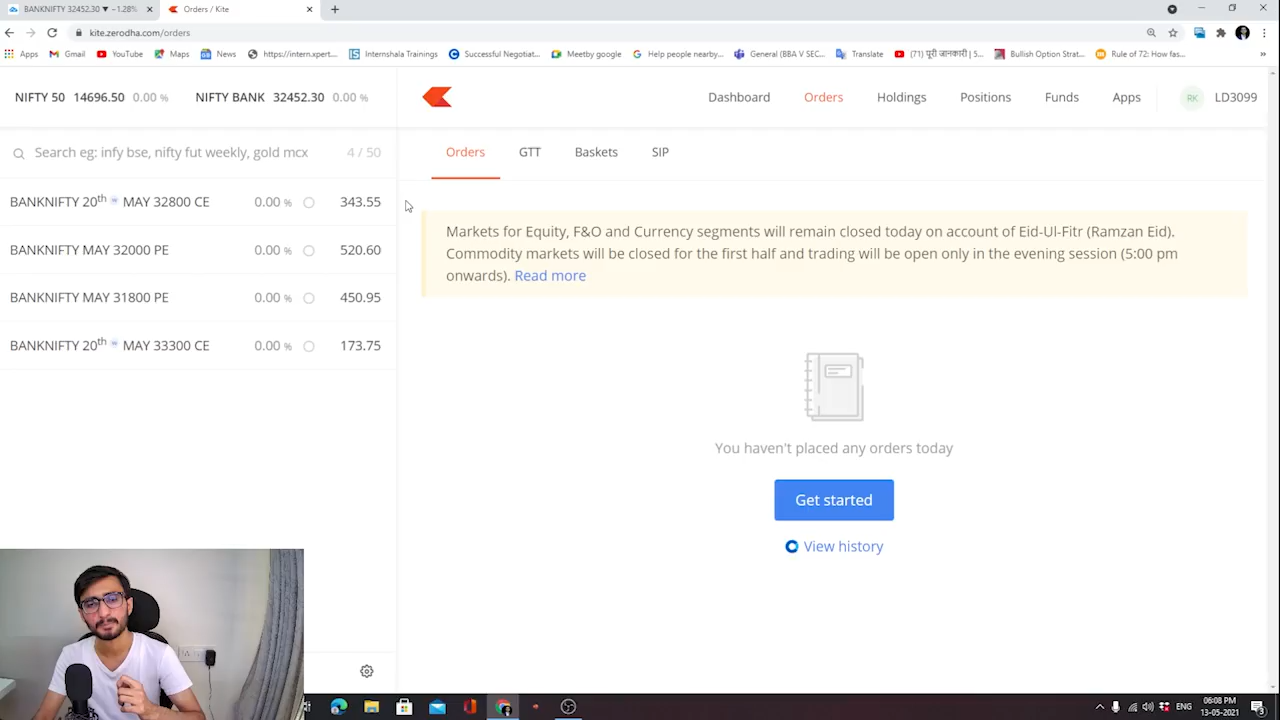 BANKNIFTY 32452.30 ▼ −1.28%
Orders / Kite
kite.zerodha.com/orders
Apps
Gmail
YouTube
Maps
News
https://intern.xpert...
Internshala Trainings
Successful Negotiat...
Meetby google
Help people nearby...
General (BBA V SEC...
Translate
(71) पूरी जानकारी | 5...
Bullish Option Strat...
Rule of 72: How fas...
NIFTY 50 14696.50 0.00 %
NIFTY BANK 32452.30 0.00 %
Dashboard
Orders
Holdings
Positions
Funds
Apps
RK
LD3099
Search eg: infy bse, nifty fut weekly, gold mcx
4 / 50
Orders
GTT
Baskets
SIP
BANKNIFTY 20th MAY 32800 CE 0.00 % 343.55
BANKNIFTY MAY 32000 PE 0.00 % 520.60
BANKNIFTY MAY 31800 PE 0.00 % 450.95
BANKNIFTY 20th MAY 33300 CE 0.00 % 173.75
Markets for Equity, F&O and Currency segments will remain closed today on account of Eid-Ul-Fitr (Ramzan Eid).
Commodity markets will be closed for the first half and trading will be open only in the evening session (5:00 pm
onwards). Read more
You haven't placed any orders today
Get started
View history
ENG
06:08 PM
13-05-2021